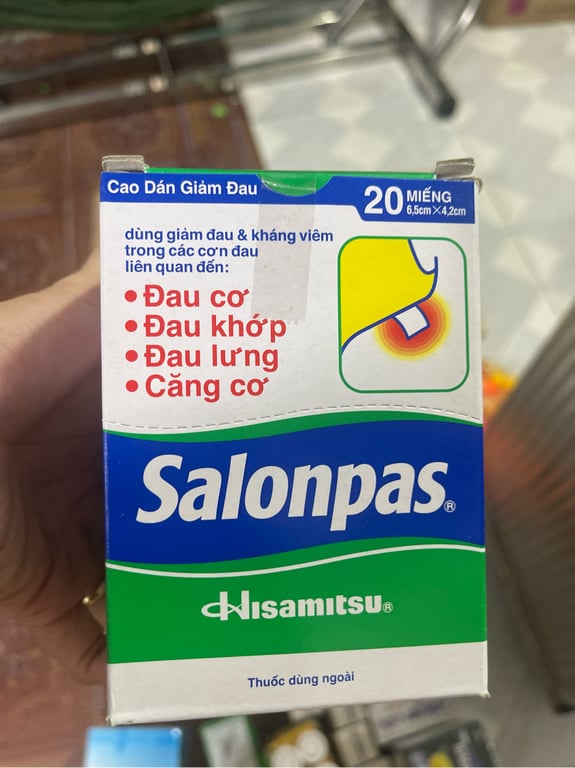 Cao Dán Giảm Đau
20 MIẾNG
6,5cm×4,2cm
dùng giảm đau & kháng viêm
trong các cơn đau
liên quan đến:
• Đau cơ
• Đau khớp
• Đau lưng
• Căng cơ
Salonpas®
Hisamitsu®
Thuốc dùng ngoài